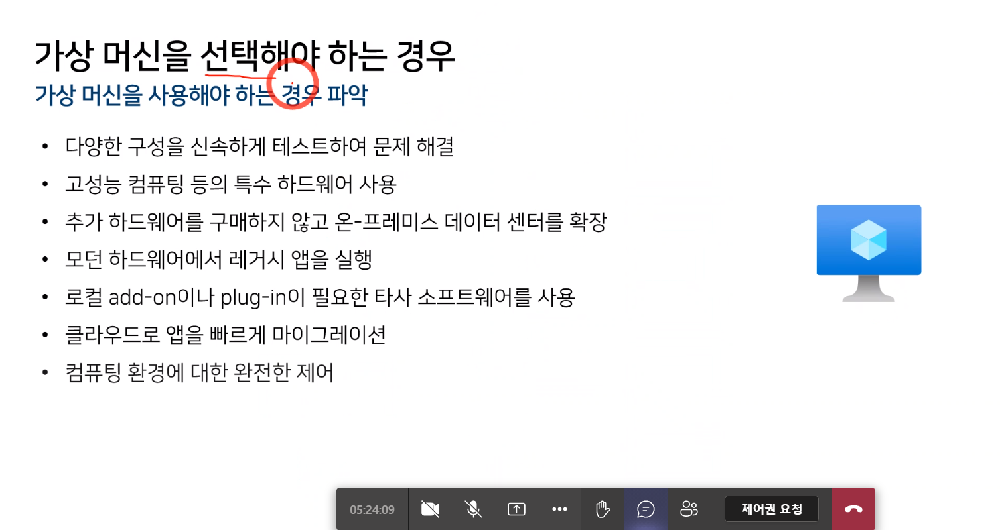 가상 머신을 선택해야 하는 경우
가상 머신을 사용해야 하는 경우 파악
• 다양한 구성을 신속하게 테스트하여 문제 해결
• 고성능 컴퓨팅 등의 특수 하드웨어 사용
• 추가 하드웨어를 구매하지 않고 온-프레미스 데이터 센터를 확장
• 모던 하드웨어에서 레거시 앱을 실행
• 로컬 add-on이나 plug-in이 필요한 타사 소프트웨어를 사용
• 클라우드로 앱을 빠르게 마이그레이션
• 컴퓨팅 환경에 대한 완전한 제어
05:24:09
제어권 요청